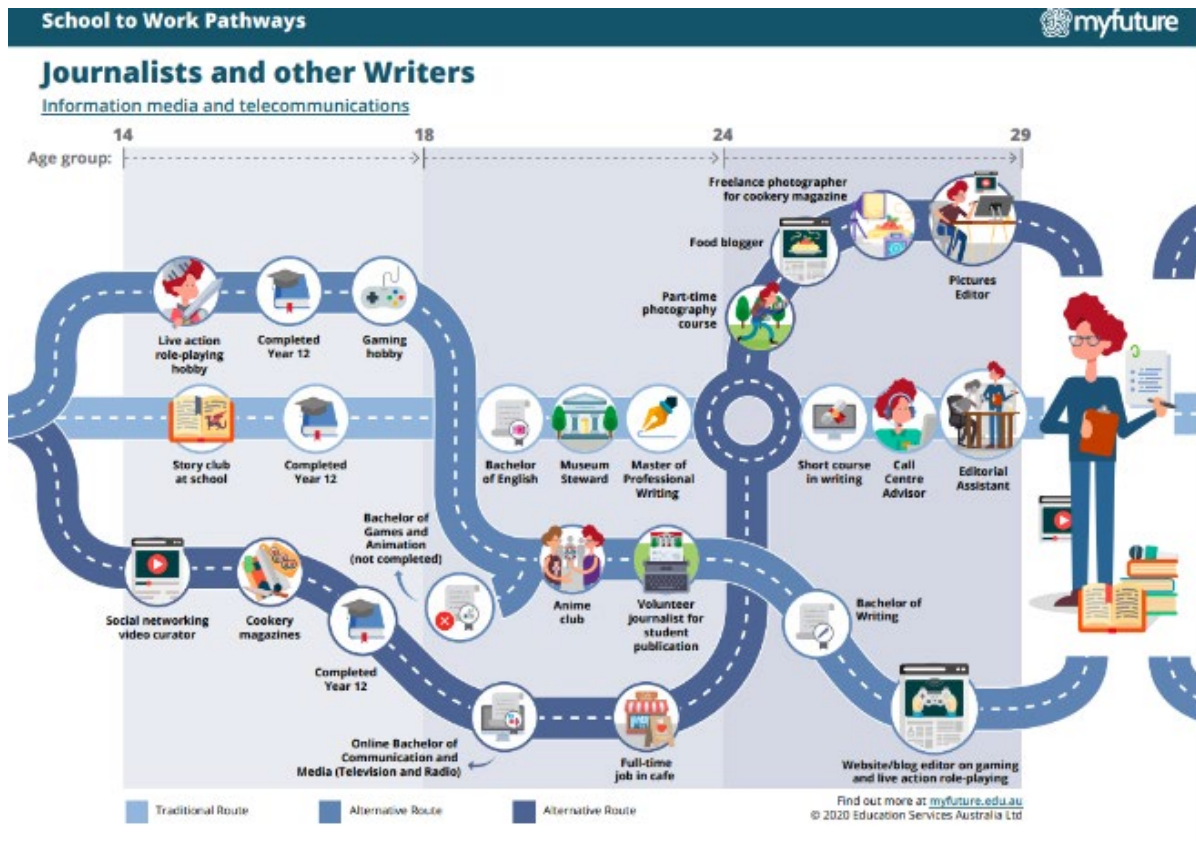 School to Work Pathways
myfuture
Journalists and other Writers
Information media and telecommunications
14
18
24
29
Age group:
Freelance photographer
for cookery magazine
Food blogger
Pictures
Editor
Part-time
photography
course
Live action
role-playing
hobby
Completed
Year 12
Gaming
hobby
Story club
at school
Completed
Year 12
Bachelor
of English
Museum
Steward
Master of
Professional
Writing
Short course
in writing
Call
Centre
Advisor
Editorial
Assistant
Bachelor of
Games and
Animation
(not completed)
Anime
club
Volunteer
journalist for
student
publication
Bachelor of
Writing
Social networking
video curator
Cookery
magazines
Completed
Year 12
Online Bachelor of
Communication and
Media (Television and Radio)
Full-time
job in cafe
Website/blog editor on gaming
and live action role-playing
Traditional Route
Alternative Route
Alternative Route
Find out more at myfuture.edu.au
© 2020 Education Services Australia Ltd